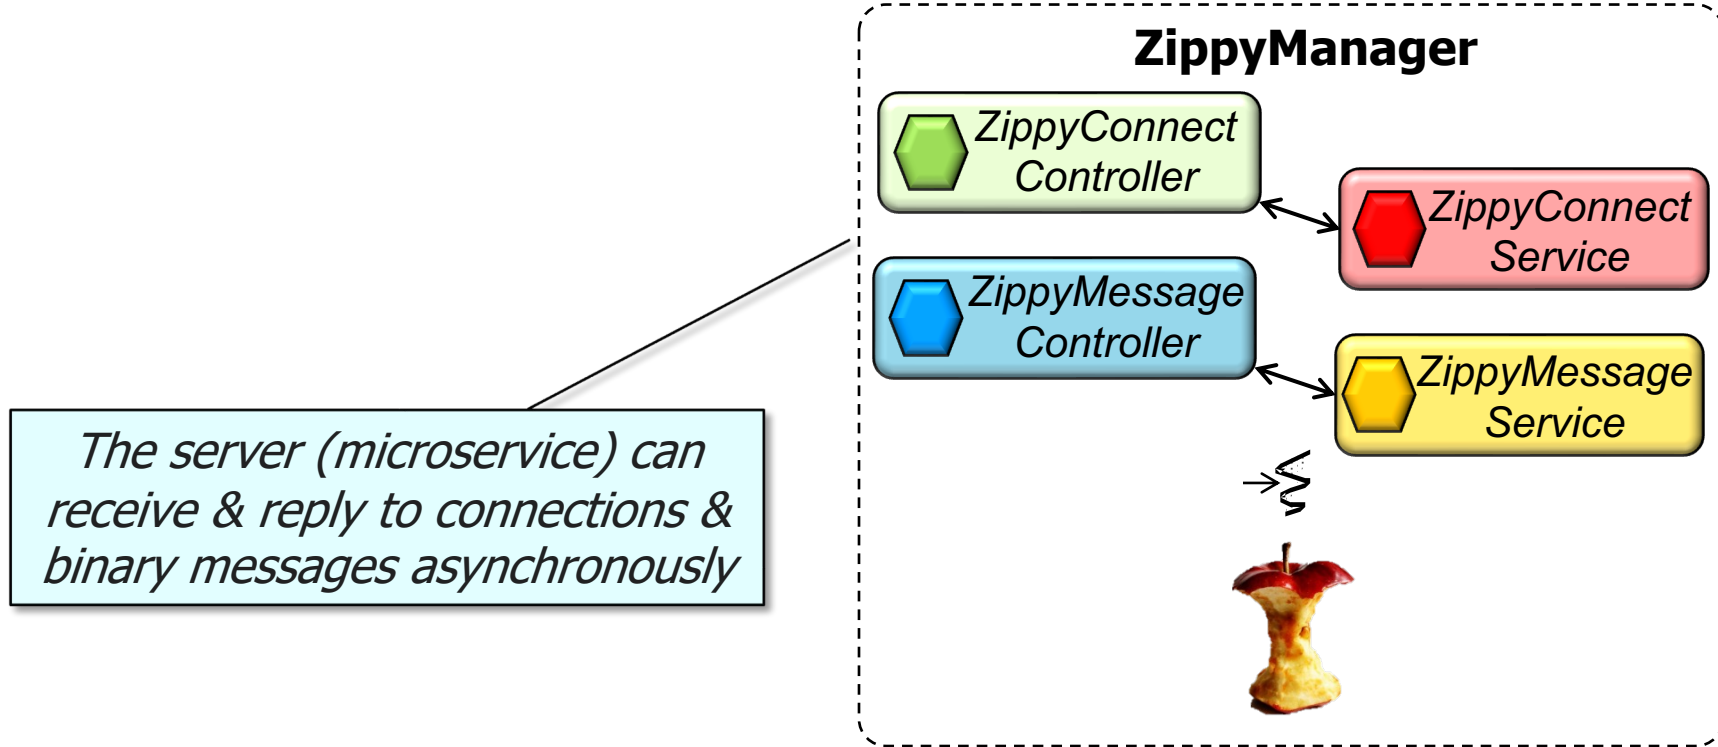 ZippyManager
ZippyConnect
Controller
ZippyConnect
Service
ZippyMessage
Controller
ZippyMessage
Service
The server (microservice) can
receive & reply to connections &
binary messages asynchronously